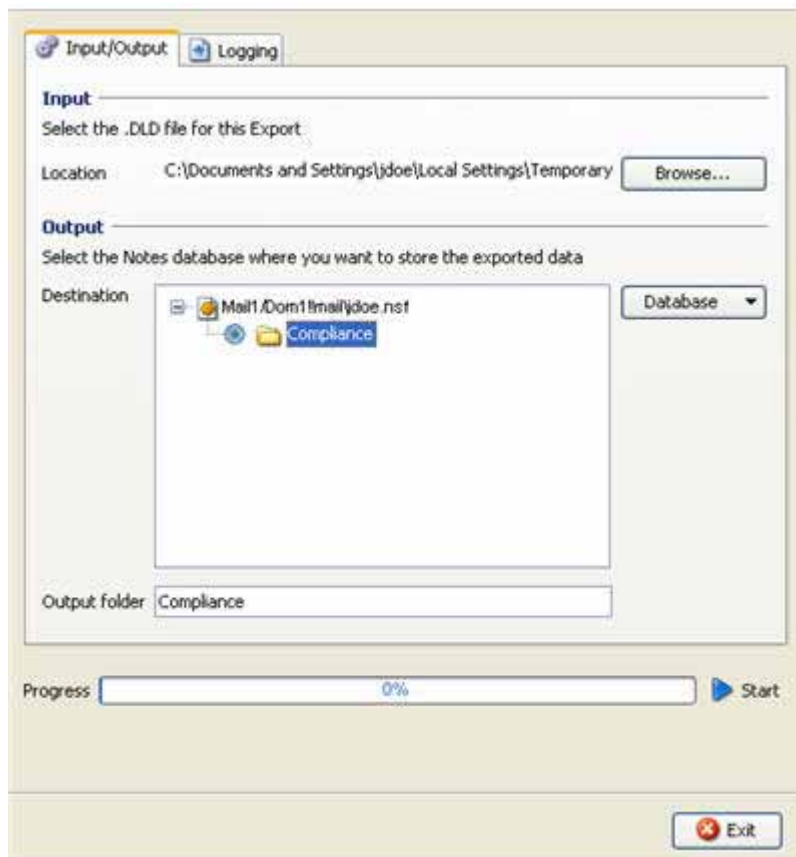 Input/Output Logging
Input
Select the .DLD file for this Export
Location C:\Documents and Settings\jdoe\Local Settings\Temporary Browse...
Output
Select the Notes database where you want to store the exported data
Destination Mail1/Dom1!!mail\jdoe.nsf Database
Compliance
Output folder Compliance
Progress 0% Start
Exit